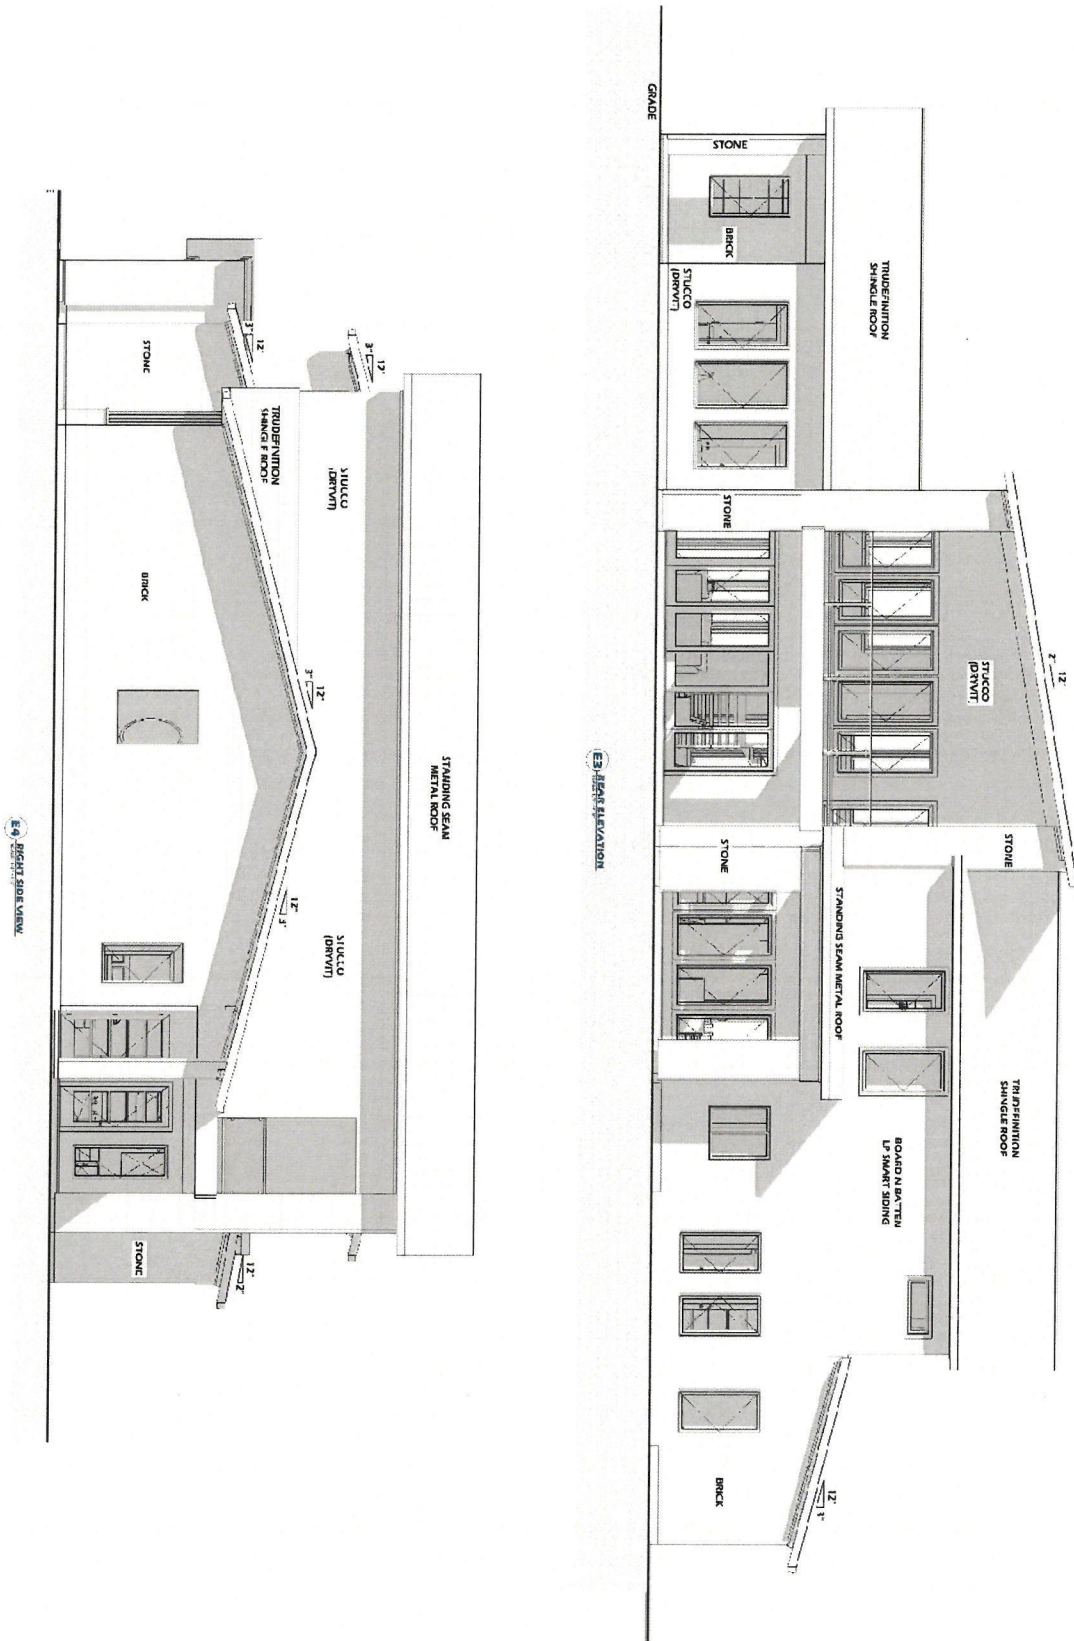 12"
2"
STUCCO
(DRYVIT)
STONE
TRUDEFINITION
SHINGLE ROOF
TRUDEFINITION
SHINGLE ROOF
BOARD N BATTEN
LP SMART SIDING
STANDING SEAM METAL ROOF
12"
3"
STONE
BRICK
STUCCO
(DRYVIT)
STONE
STONE
BRICK
GRADE
E3
REAR ELEVATION
STANDING SEAM
METAL ROOF
12"
3"
STUCCO
(DRYVIT)
STUCCO
(DRYVIT)
12"
3"
12"
3"
12"
3"
TRUDEFINITION
SHINGLE ROOF
12"
2"
STONE
BRICK
STONE
E4
RIGHT SIDE VIEW